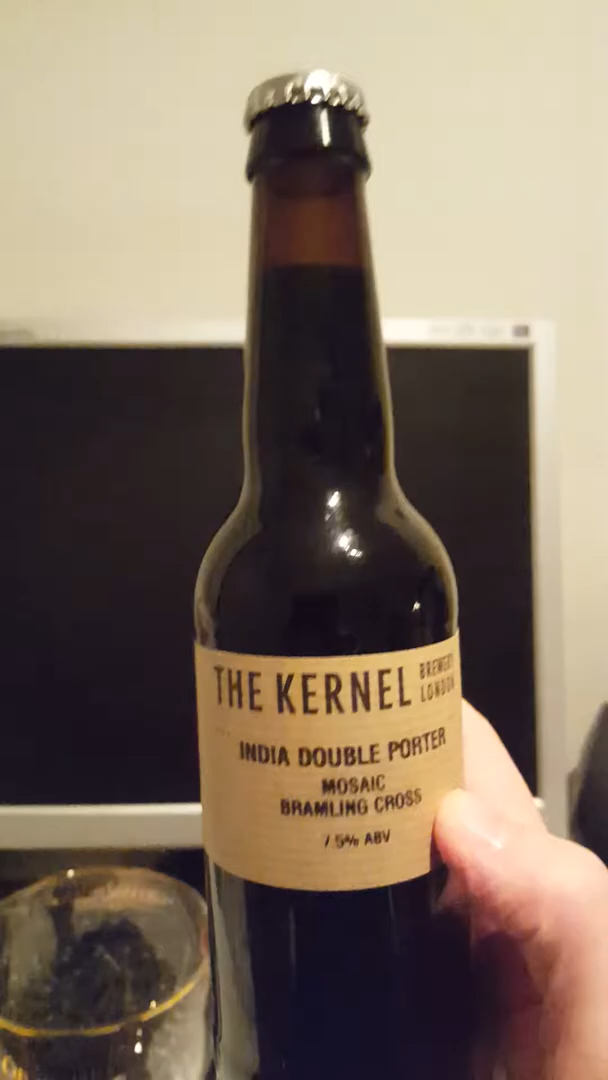 THE KERNEL BREWERY LONDON
INDIA DOUBLE PORTER
MOSAIC
BRAMLING CROSS
7.5% ABV